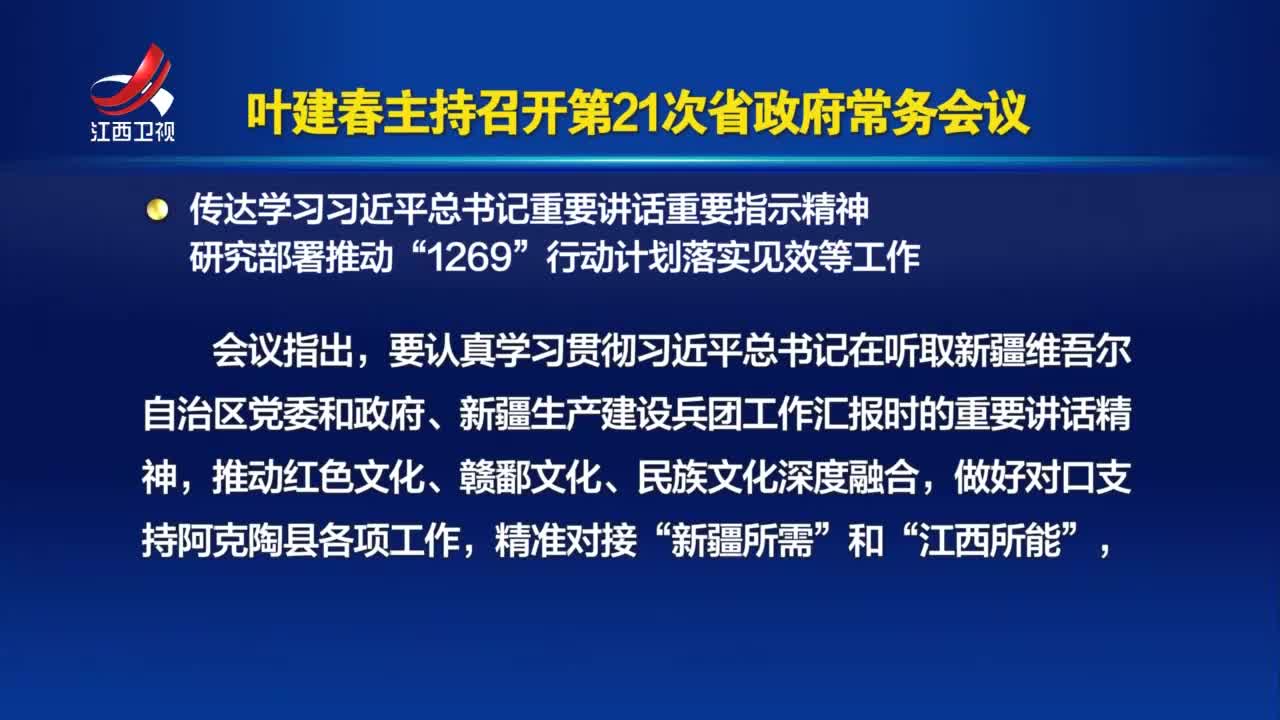 江西卫视
叶建春主持召开第21次省政府常务会议
传达学习习近平总书记重要讲话重要指示精神
研究部署推动“1269”行动计划落实见效等工作
会议指出，要认真学习贯彻习近平总书记在听取新疆维吾尔
自治区党委和政府、新疆生产建设兵团工作汇报时的重要讲话精
神，推动红色文化、赣鄱文化、民族文化深度融合，做好对口支
持阿克陶县各项工作，精准对接“新疆所需”和“江西所能”，